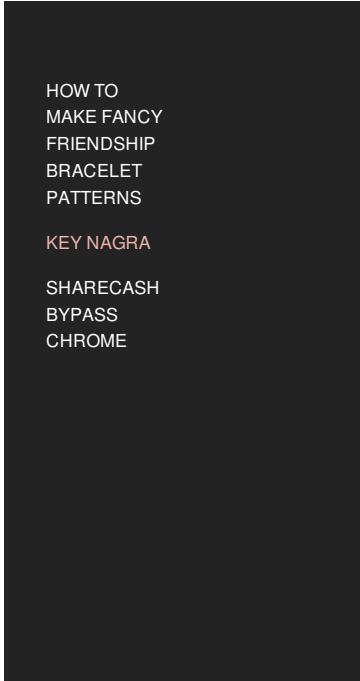 HOW TO
MAKE FANCY
FRIENDSHIP
BRACELET
PATTERNS
KEY NAGRA
SHARECASH
BYPASS
CHROME